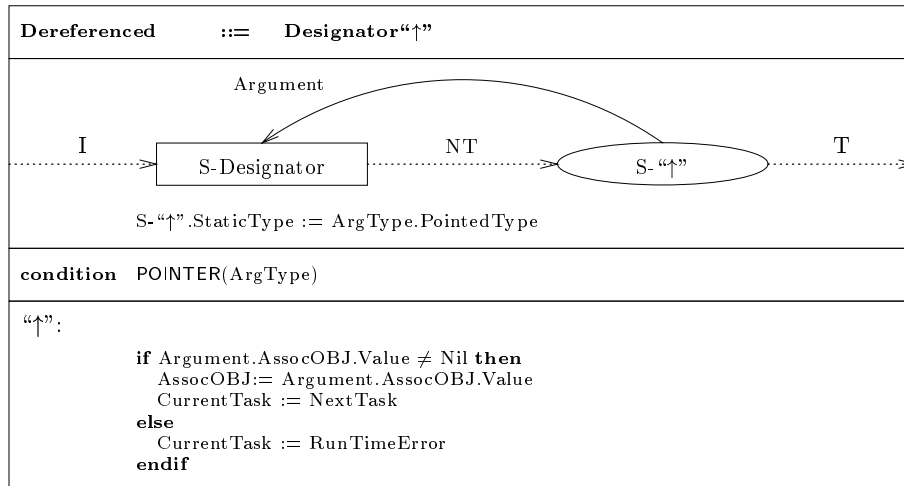 Dereferenced ::= Designator“↑”
Argument
I NT T
S-Designator S-“↑”
S-“↑”.StaticType := ArgType.PointedType
condition POINTER(ArgType)
“↑”:
if Argument.AssocOBJ.Value ≠ Nil then
AssocOBJ:= Argument.AssocOBJ.Value
CurrentTask := NextTask
else
CurrentTask := RunTimeError
endif